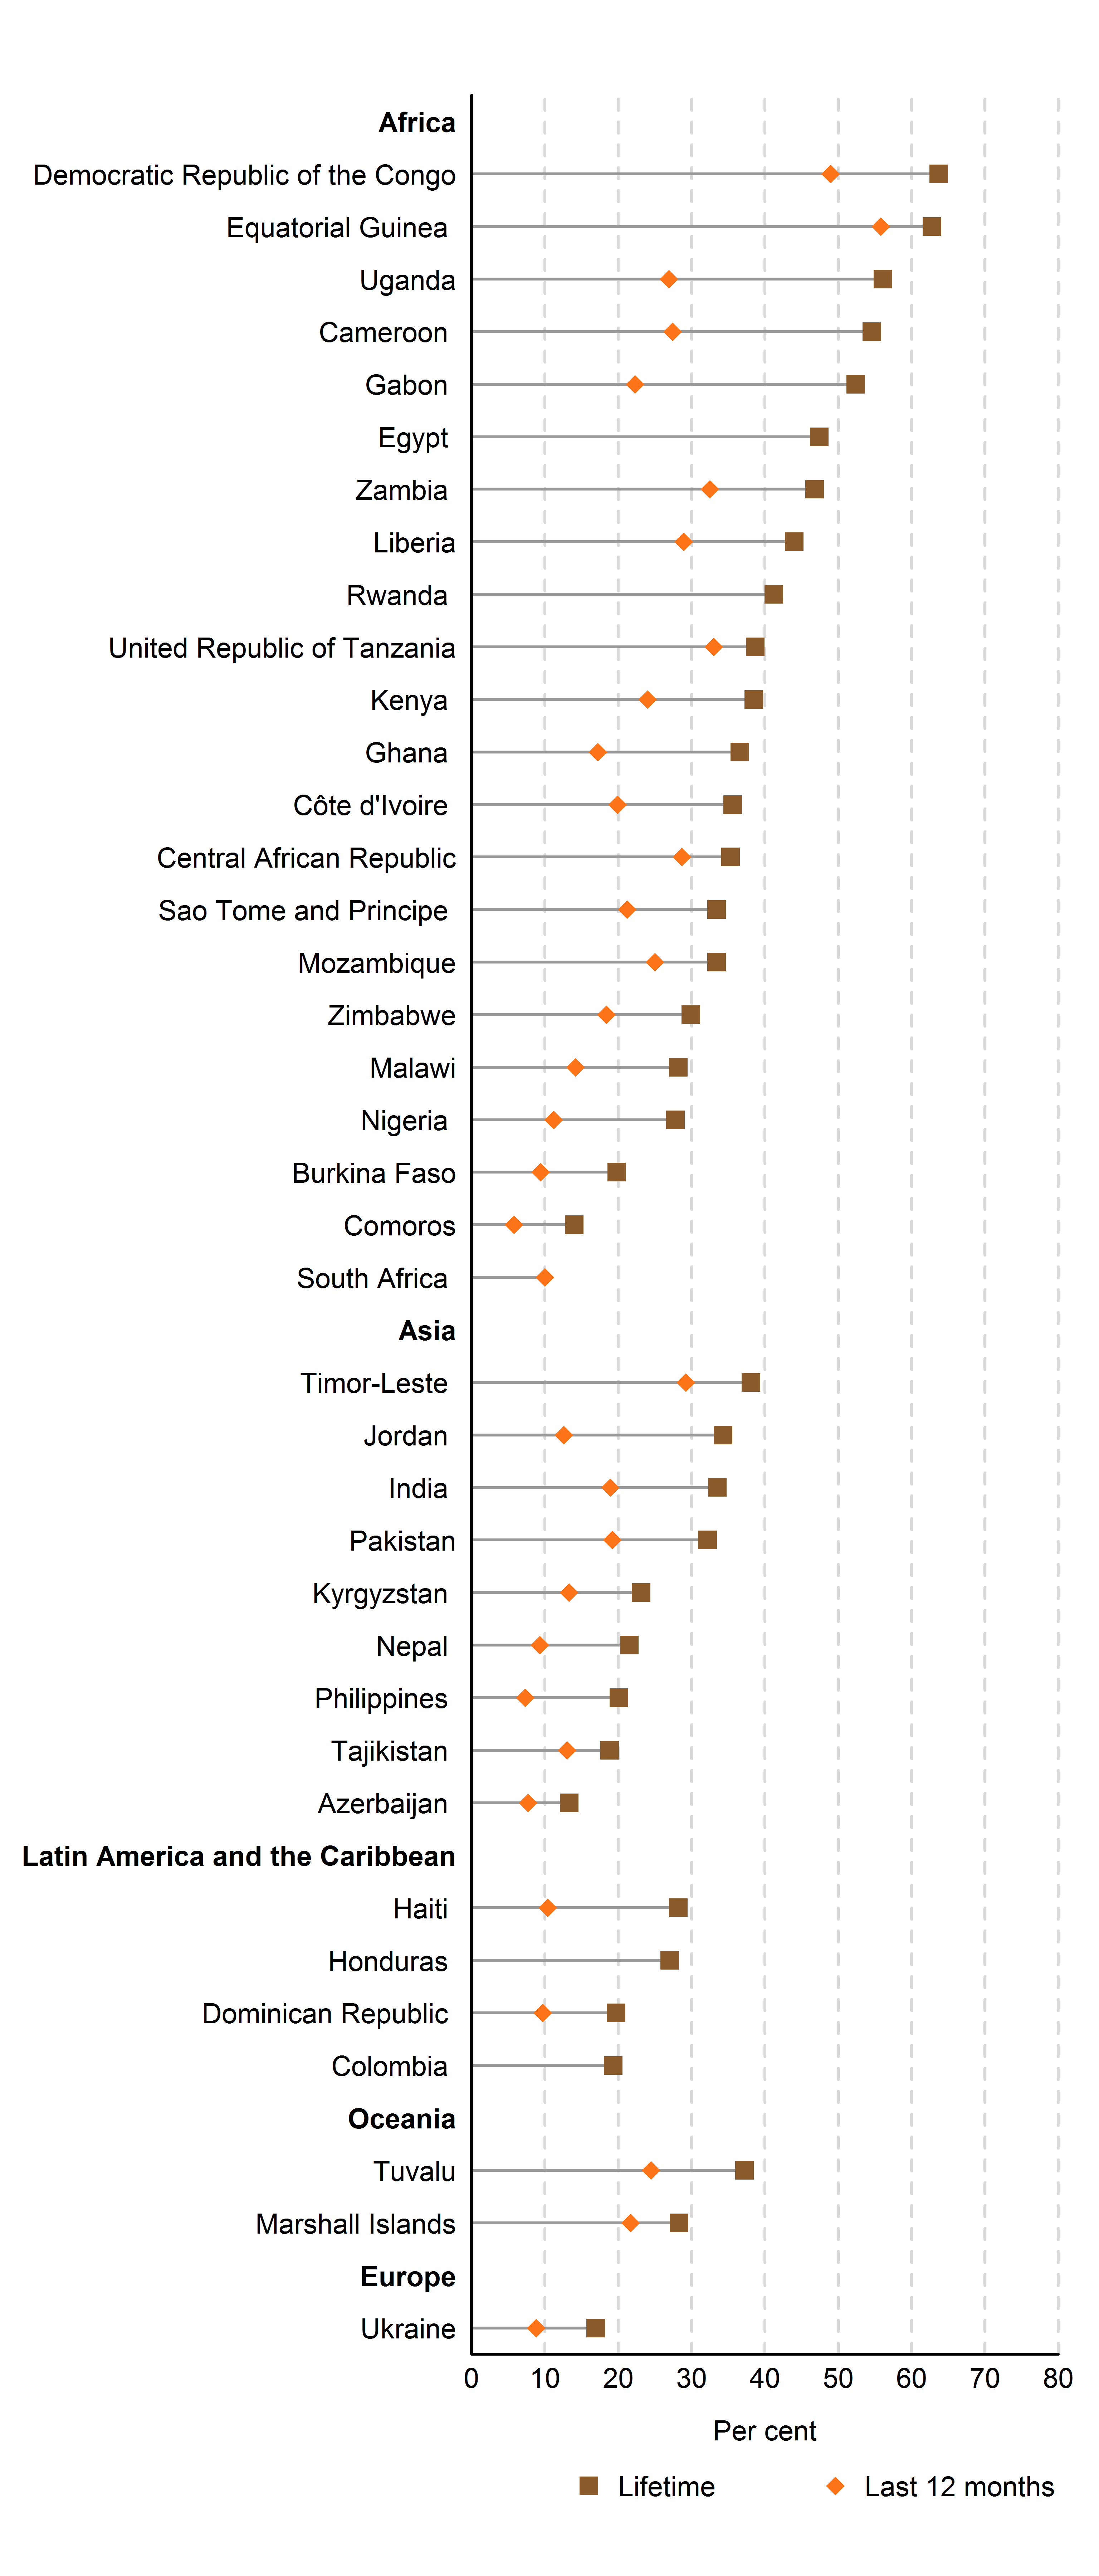 Africa
Democratic Republic of the Congo
Equatorial Guinea
Uganda
Cameroon
Gabon
Egypt
Zambia
Liberia
Rwanda
United Republic of Tanzania
Kenya
Ghana
Côte d'Ivoire
Central African Republic
Sao Tome and Principe
Mozambique
Zimbabwe
Malawi
Nigeria
Burkina Faso
Comoros
South Africa
Asia
Timor-Leste
Jordan
India
Pakistan
Kyrgyzstan
Nepal
Philippines
Tajikistan
Azerbaijan
Latin America and the Caribbean
Haiti
Honduras
Dominican Republic
Colombia
Oceania
Tuvalu
Marshall Islands
Europe
Ukraine
0 10 20 30 40 50 60 70 80
Per cent
Lifetime Last 12 months